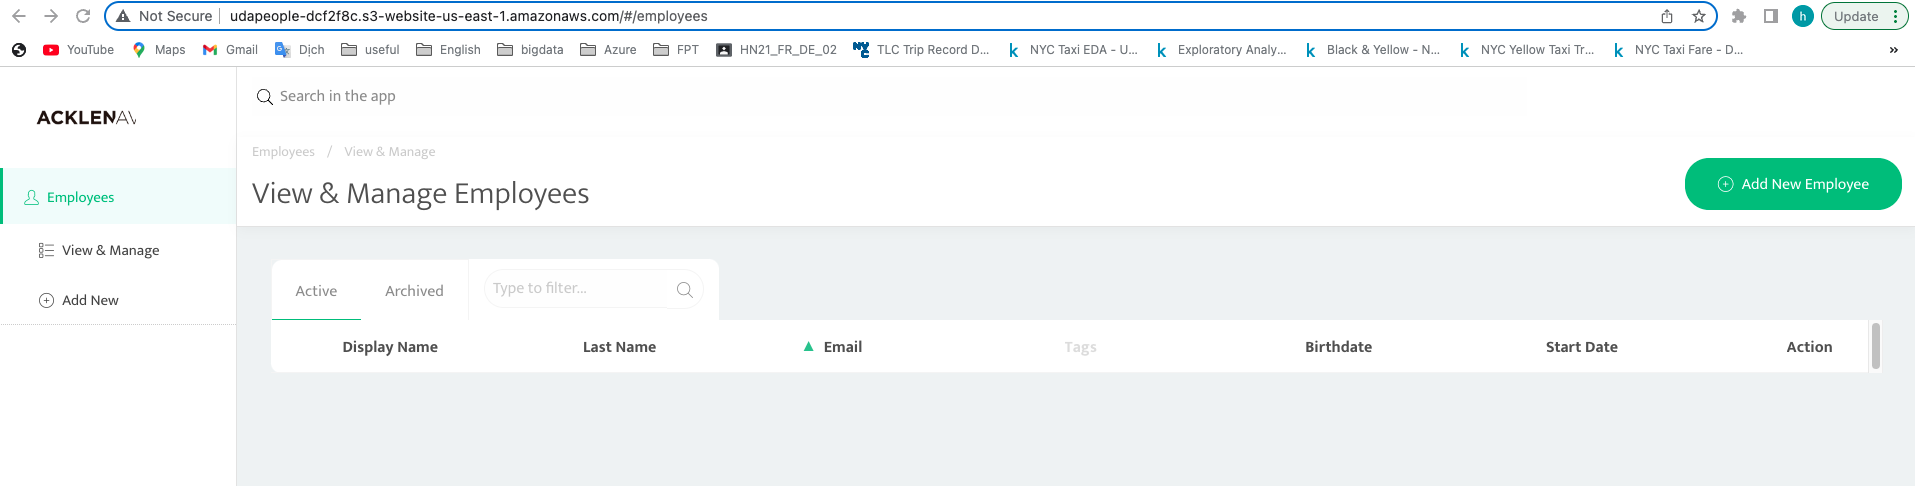 Not Secure udapeople-dcf2f8c.s3-website-us-east-1.amazonaws.com/#/employees h Update
YouTube Maps Gmail Dịch useful English bigdata Azure FPT HN21_FR_DE_02 TLC Trip Record D... NYC Taxi EDA - U... Exploratory Analy... Black & Yellow - N... NYC Yellow Taxi Tr... NYC Taxi Fare - D... »
Search in the app
ACKLENAV
Employees / View & Manage
View & Manage Employees
Add New Employee
Employees
View & Manage
Add New
Active Archived Type to filter...
Display Name Last Name Email Tags Birthdate Start Date Action